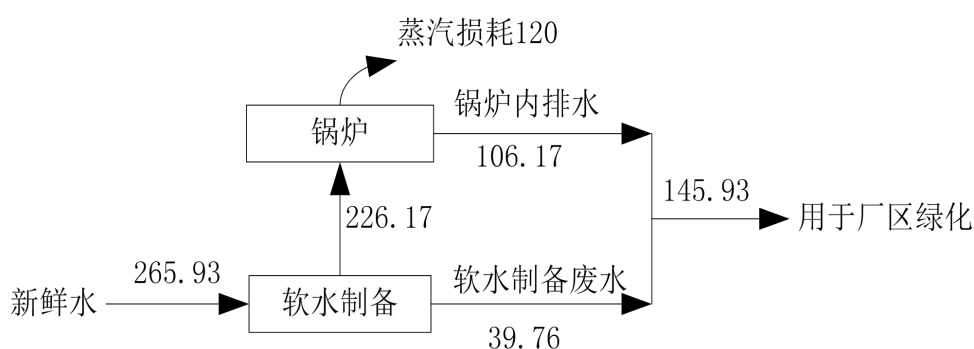 蒸汽损耗120
锅炉
锅炉内排水
106.17
226.17
145.93
用于厂区绿化
新鲜水
265.93
软水制备
软水制备废水
39.76